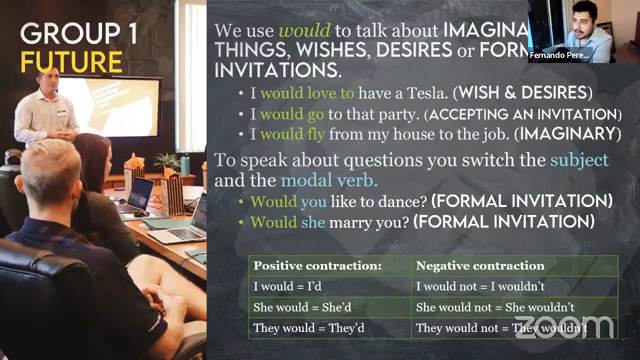 GROUP 1
FUTURE
We use would to talk about
THINGS, WISHES, DESIRES or
INVITATIONS.
• I would love to have a Tesla. (WISH & DESIRES)
• I would go to that party. (ACCEPTING AN INVITATION)
• I would fly from my house to the job. (IMAGINARY)
To speak about questions you switch the subject
and the modal verb.
• Would you like to dance? (FORMAL INVITATION)
• Would she marry you? (FORMAL INVITATION)
Positive contraction: Negative contraction
I would = I'd I would not = I wouldn't
She would = She'd She would not = She wouldn't
They would = They'd They would not = They wouldn't
Fernando Pere...
zoom